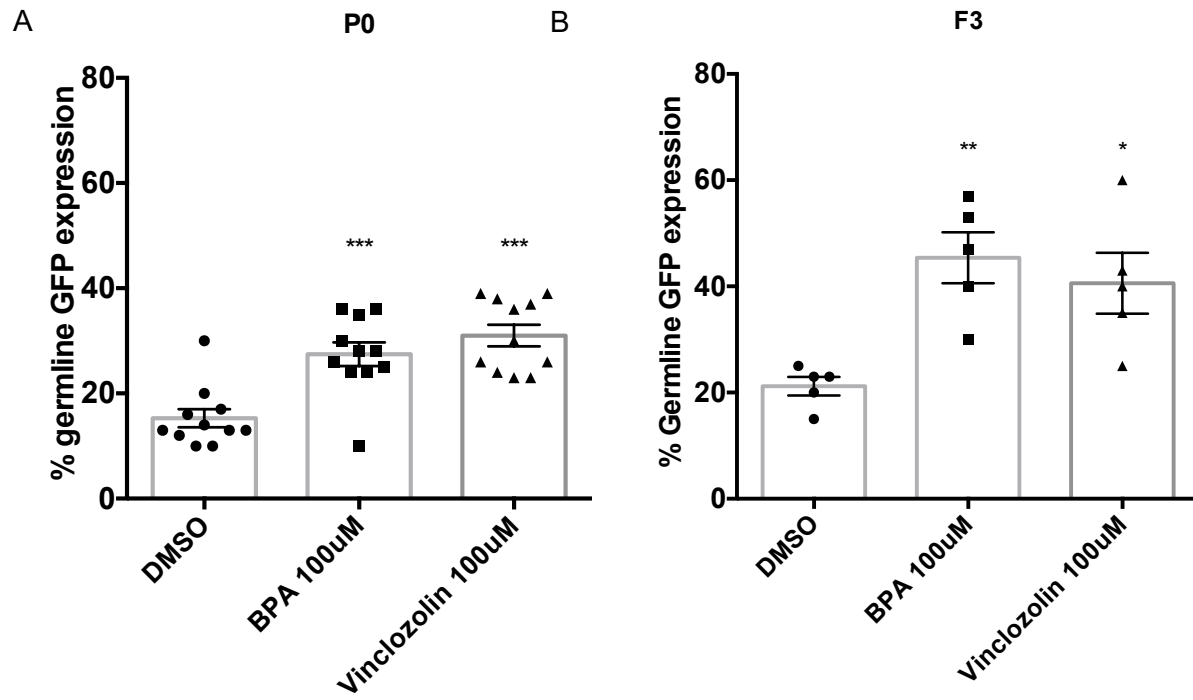 A
P0
% germline GFP expression
80
60
40
20
0
***
***
DMSO
BPA 100uM
Vinclozolin 100uM
B
F3
% Germline GFP expression
80
60
40
20
0
**
*
DMSO
BPA 100uM
Vinclozolin 100uM